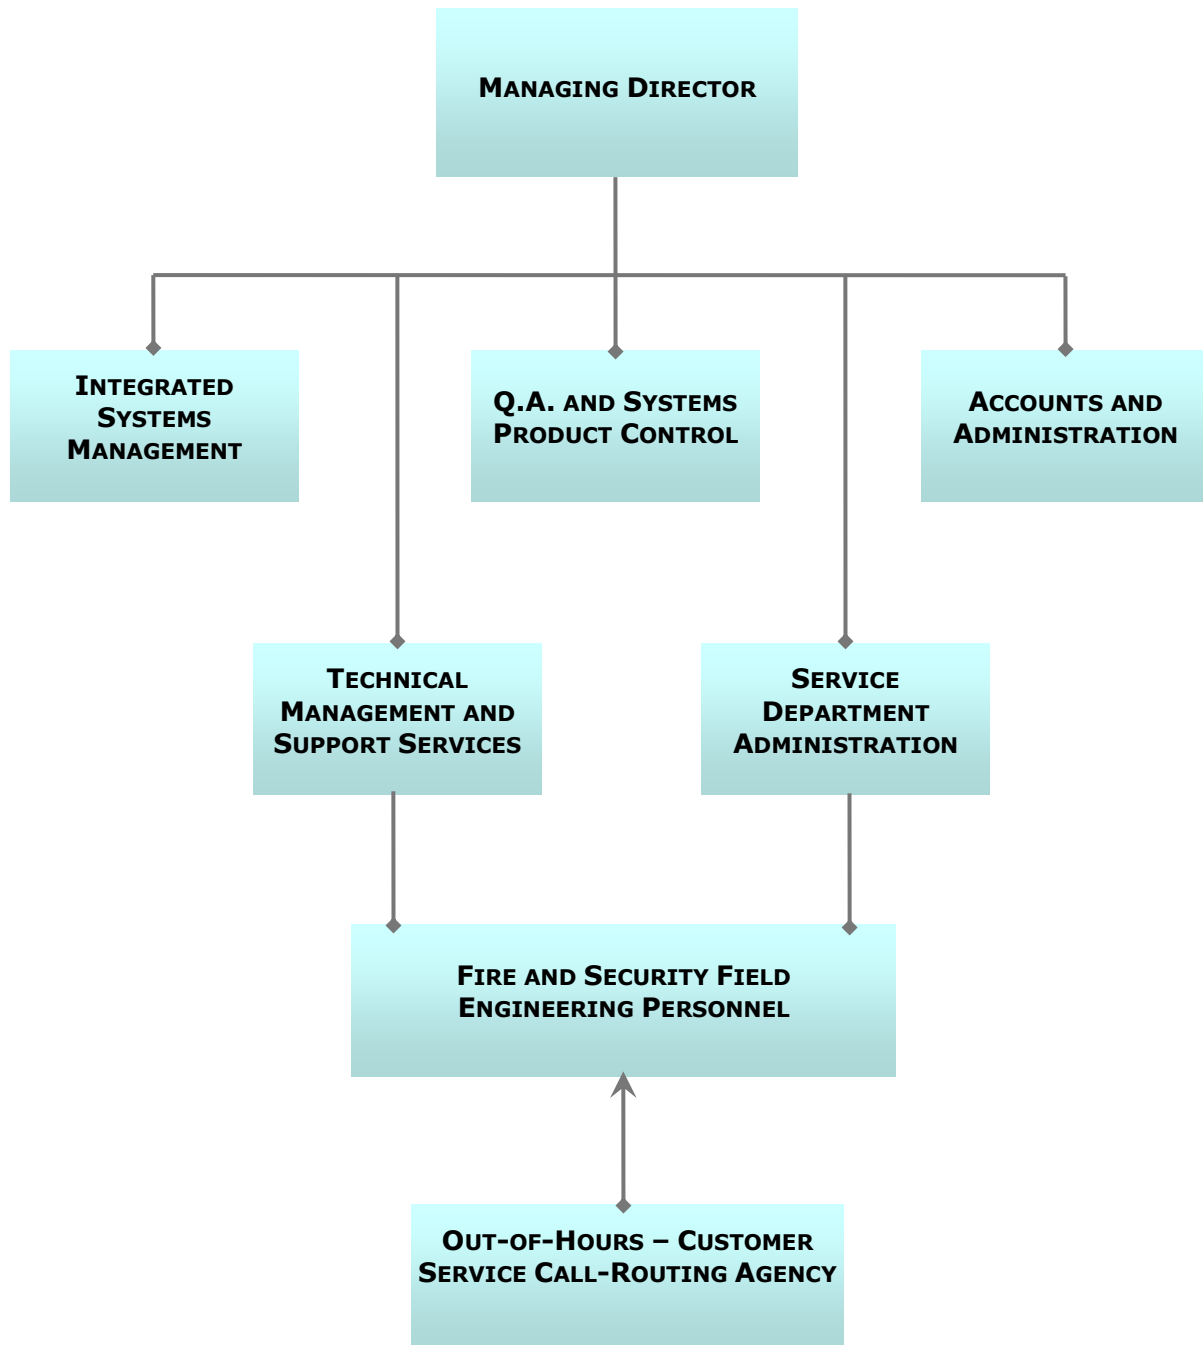 Managing Director
Integrated
Systems
Management
Q.A. and Systems
Product Control
Accounts and
Administration
Technical
Management and
Support Services
Service
Department
Administration
Fire and Security Field
Engineering Personnel
Out-of-Hours – Customer
Service Call-Routing Agency